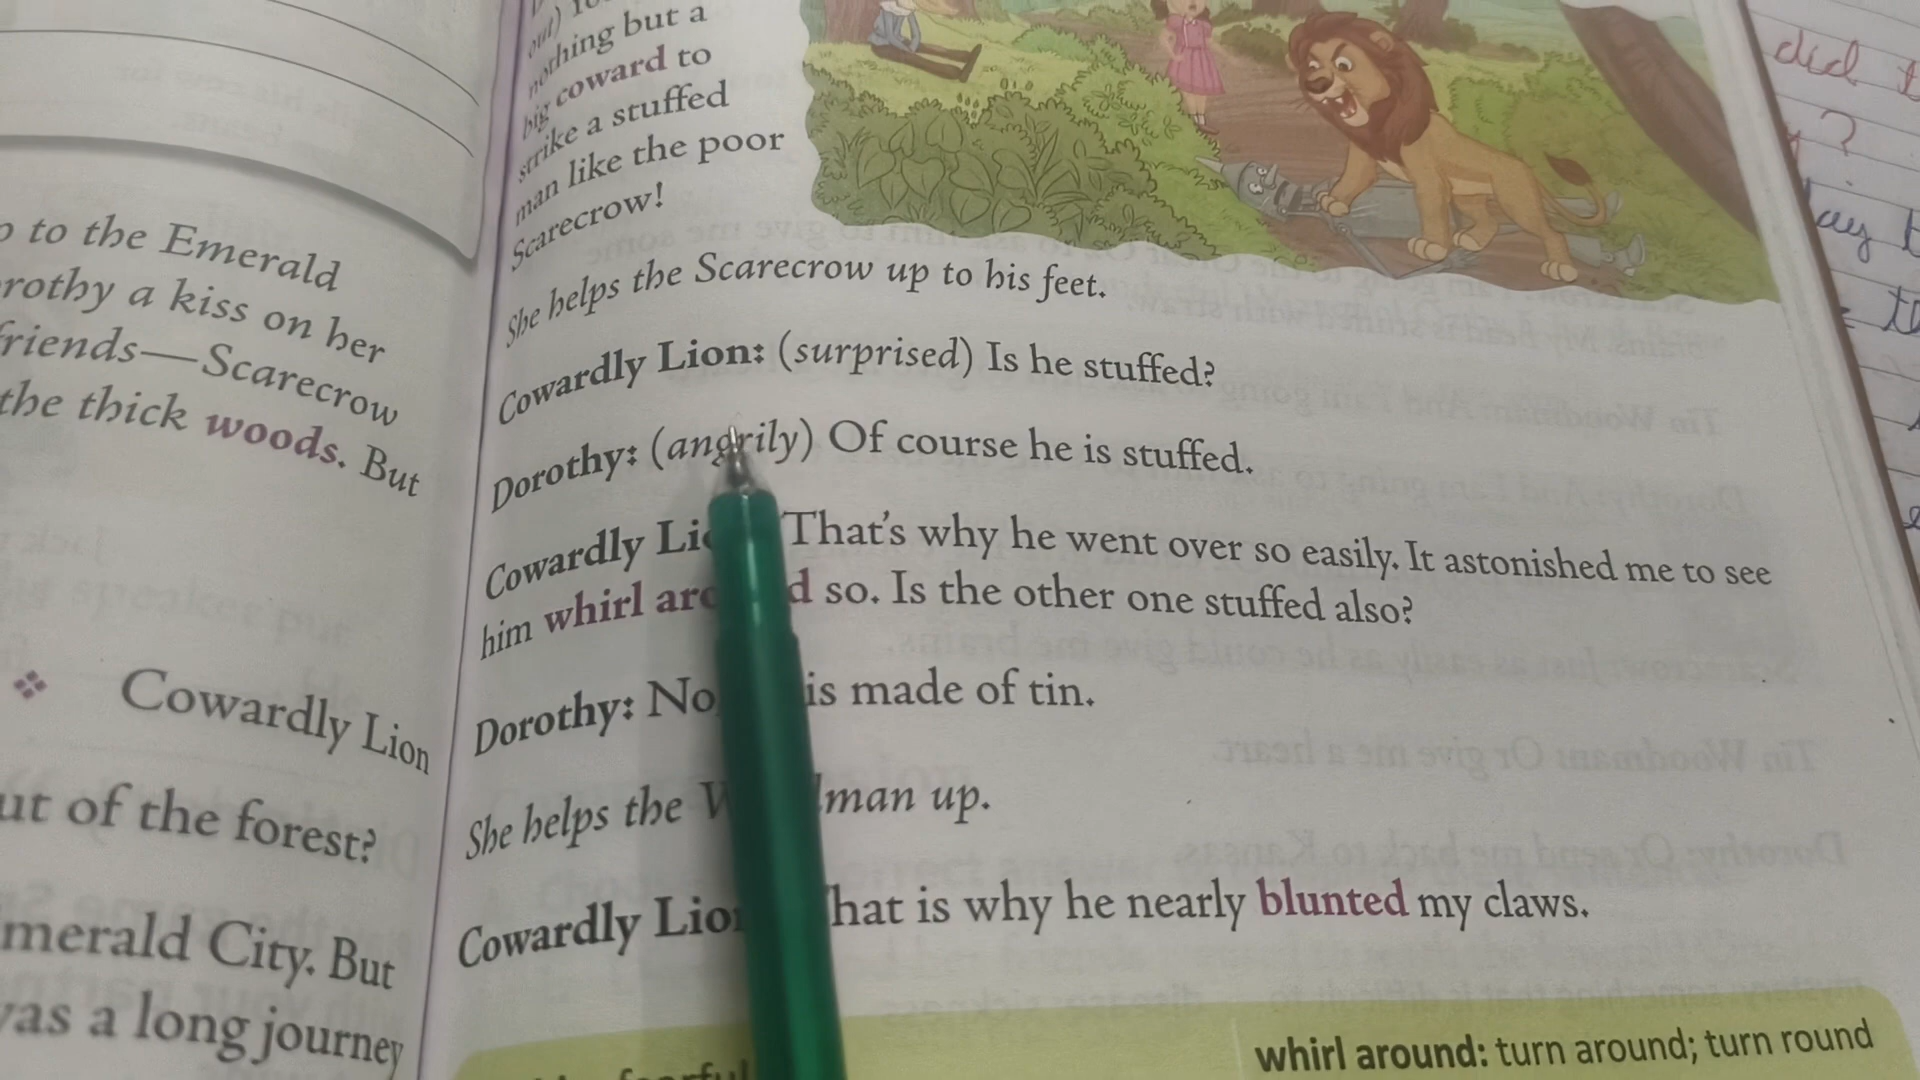 to the Emerald
rothy a kiss on her
friends—Scarecrow
the thick woods. But
Cowardly Lion
ut of the forest?
merald City. But
was a long journey
out)
nothing but a
big coward to
strike a stuffed
man like the poor
Scarecrow!
She helps the Scarecrow up to his feet.
Cowardly Lion: (surprised) Is he stuffed?
Dorothy: (angrily) Of course he is stuffed.
Cowardly That's why he went over so easily. It astonished me to see
him whirl so. Is the other one stuffed also?
Dorothy: No, is made of tin.
She helps the man up.
Cowardly Lion hat is why he nearly blunted my claws.
whirl around: turn around; turn round
did
?